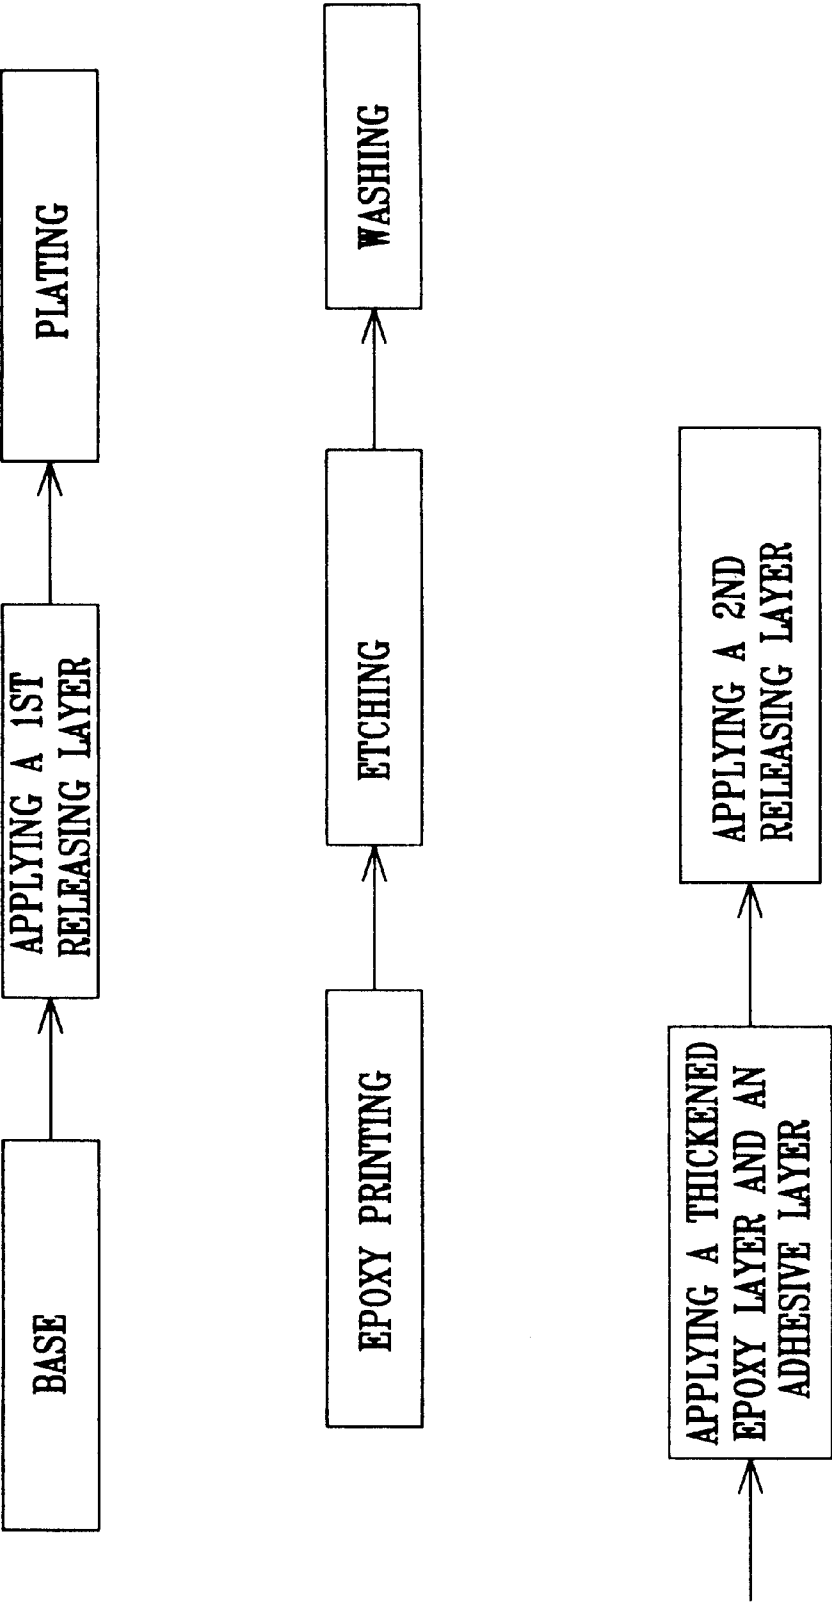 BASE
APPLYING A 1ST
RELEASING LAYER
PLATING
EPOXY PRINTING
ETCHING
WASHING
APPLYING A THICKENED
EPOXY LAYER AND AN
ADHESIVE LAYER
APPLYING A 2ND
RELEASING LAYER